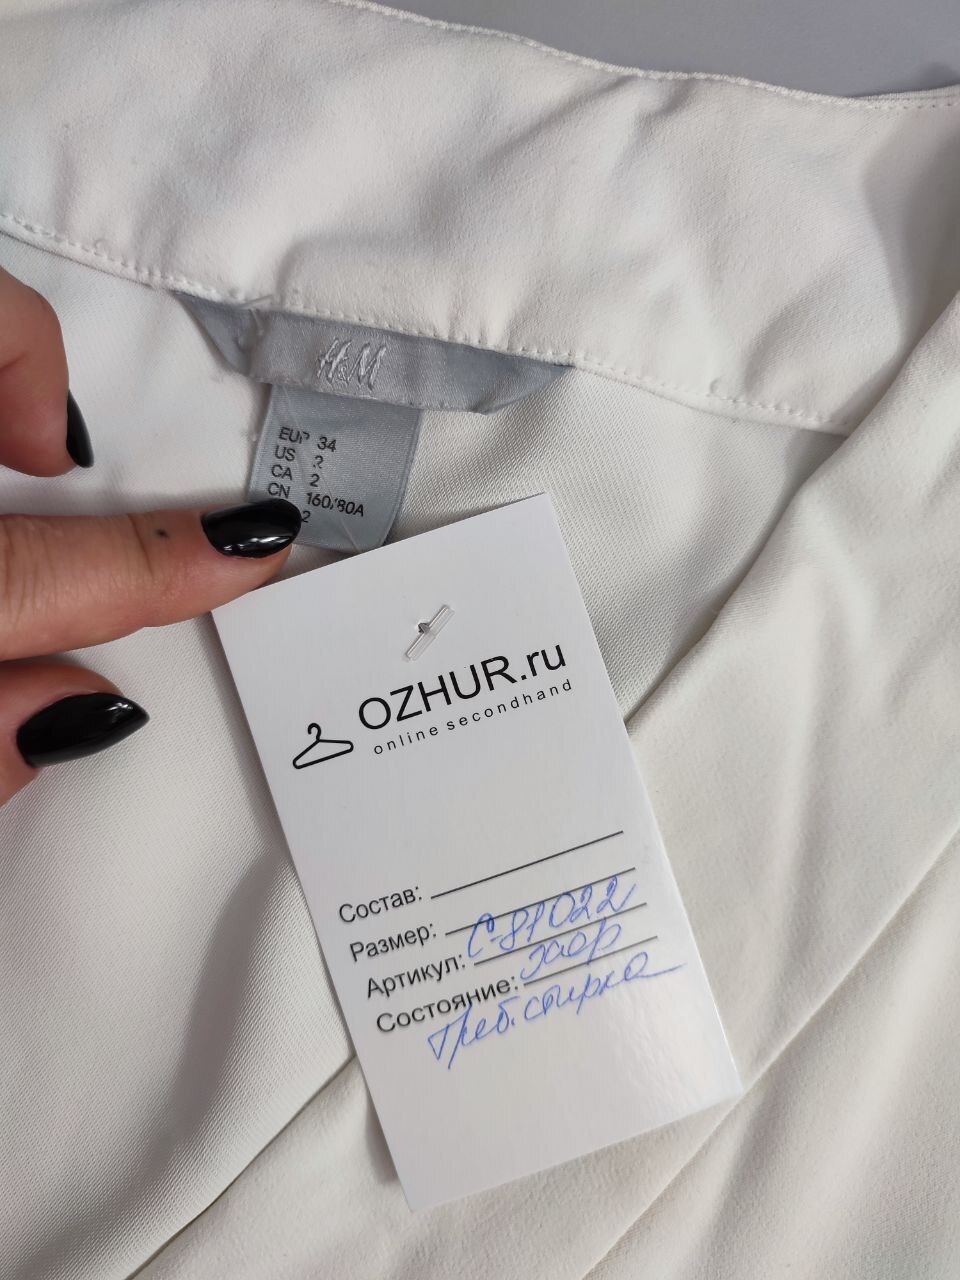 H&M
EUR 34
US 2
CA 2
CN 160/80A
2
OZHUR.ru
online secondhand
Состав:
Размер:
Артикул: С-81022
Состояние: хор
Треб. стирка